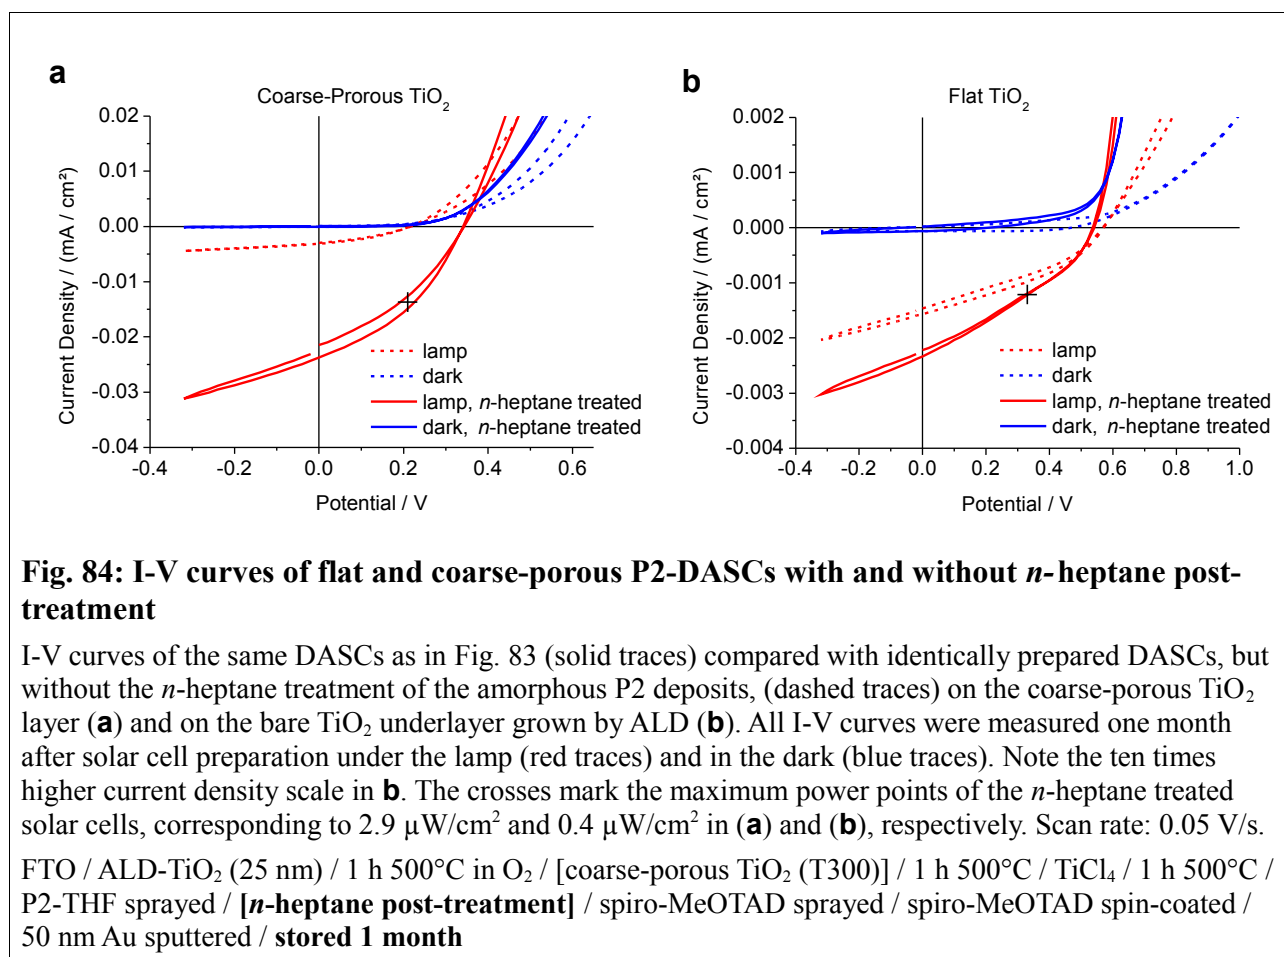 a
Coarse-Prorous TiO₂
0.02
0.01
0.00
-0.01
-0.02
-0.03
-0.04
-0.4
-0.2
0.0
0.2
0.4
0.6
Current Density / (mA / cm²)
Potential / V
lamp
dark
lamp, n-heptane treated
dark, n-heptane treated
b
Flat TiO₂
0.002
0.001
0.000
-0.001
-0.002
-0.003
-0.004
-0.4
-0.2
0.0
0.2
0.4
0.6
0.8
1.0
Current Density / (mA / cm²)
Potential / V
lamp
dark
lamp, n-heptane treated
dark, n-heptane treated
Fig. 84: I-V curves of flat and coarse-porous P2-DASCs with and without n-heptane post-
treatment
I-V curves of the same DASCs as in Fig. 83 (solid traces) compared with identically prepared DASCs, but
without the n-heptane treatment of the amorphous P2 deposits, (dashed traces) on the coarse-porous TiO₂
layer (a) and on the bare TiO₂ underlayer grown by ALD (b). All I-V curves were measured one month
after solar cell preparation under the lamp (red traces) and in the dark (blue traces). Note the ten times
higher current density scale in b. The crosses mark the maximum power points of the n-heptane treated
solar cells, corresponding to 2.9 µW/cm² and 0.4 µW/cm² in (a) and (b), respectively. Scan rate: 0.05 V/s.
FTO / ALD-TiO₂ (25 nm) / 1 h 500°C in O₂ / [coarse-porous TiO₂ (T300)] / 1 h 500°C / TiCl₄ / 1 h 500°C /
P2-THF sprayed / [n-heptane post-treatment] / spiro-MeOTAD sprayed / spiro-MeOTAD spin-coated /
50 nm Au sputtered / stored 1 month